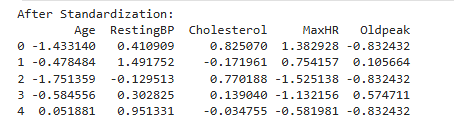 After Standardization:
Age RestingBP Cholesterol MaxHR Oldpeak
0 -1.433140 0.410909 0.825070 1.382928 -0.832432
1 -0.478484 1.491752 -0.171961 0.754157 0.105664
2 -1.751359 -0.129513 0.770188 -1.525138 -0.832432
3 -0.584556 0.302825 0.139040 -1.132156 0.574711
4 0.051881 0.951331 -0.034755 -0.581981 -0.832432